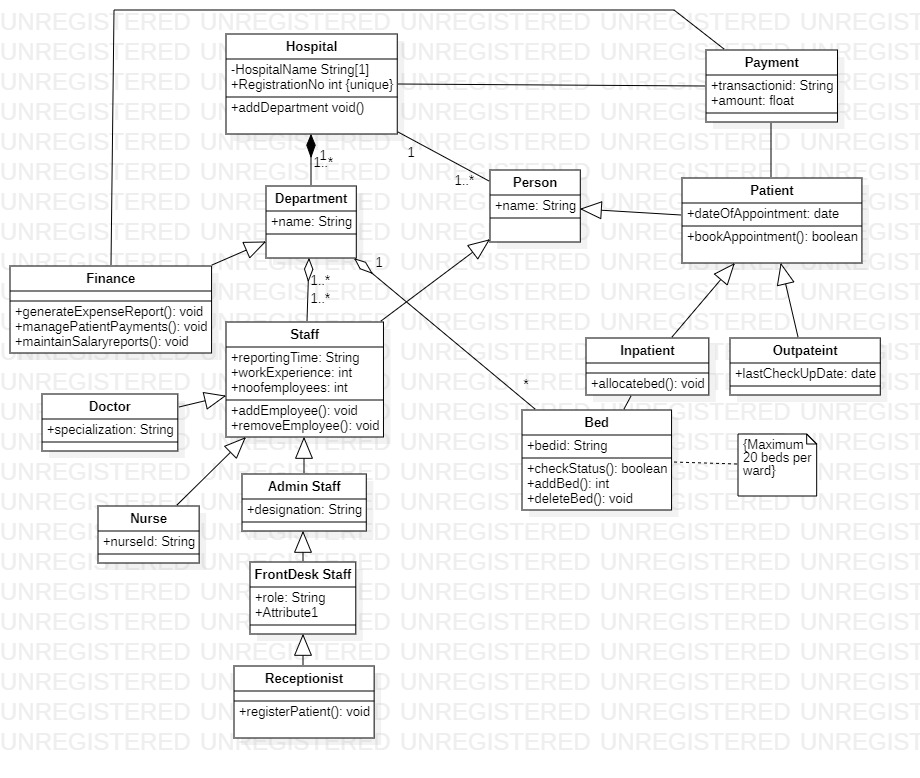 UNREGISTERED
Hospital
-HospitalName String[1]
+RegistrationNo int {unique}
+addDepartment void()
Payment
+transactionid: String
+amount: float
1
1..*
1
1..*
Person
+name: String
Patient
+dateOfAppointment: date
+bookAppointment(): boolean
Department
+name: String
Finance
+generateExpenseReport(): void
+managePatientPayments(): void
+maintainSalaryreports(): void
1
1..*
1..*
Staff
+reportingTime: String
+workExperience: int
+noofemployees: int
+addEmployee(): void
+removeEmployee(): void
Inpatient
+allocatebed(): void
Outpateint
+lastCheckUpDate: date
*
Doctor
+specialization: String
Bed
+bedid: String
+checkStatus(): boolean
+addBed(): int
+deleteBed(): void
{Maximum
20 beds per
ward}
Admin Staff
+designation: String
Nurse
+nurseId: String
FrontDesk Staff
+role: String
+Attribute1
Receptionist
+registerPatient(): void